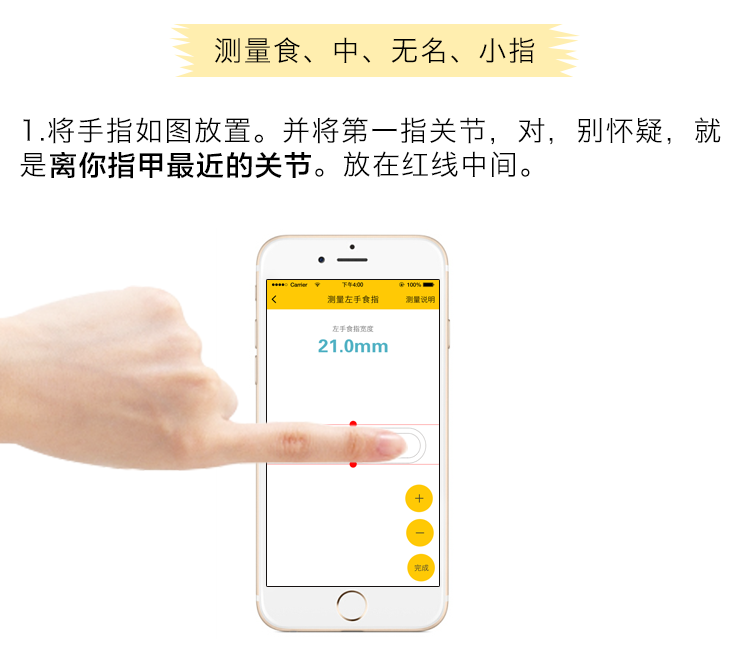 测量食、中、无名、小指
1.将手指如图放置。并将第一指关节，对，别怀疑，就
是离你指甲最近的关节。放在红线中间。
Carrier 下午4:00 100%
测量左手食指 测量说明
左手食指宽度
21.0mm
+
−
完成